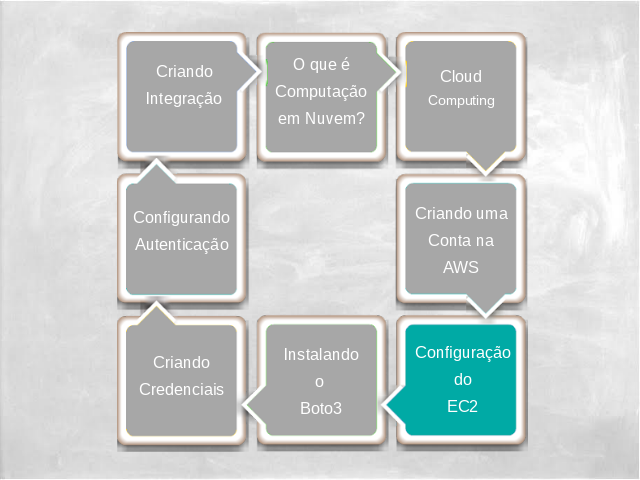 Criando
Integração
O que é
Computação
em Nuvem?
Cloud
Computing
Configurando
Autenticação
Criando uma
Conta na
AWS
Criando
Credenciais
Instalando
o
Boto3
Configuração
do
EC2